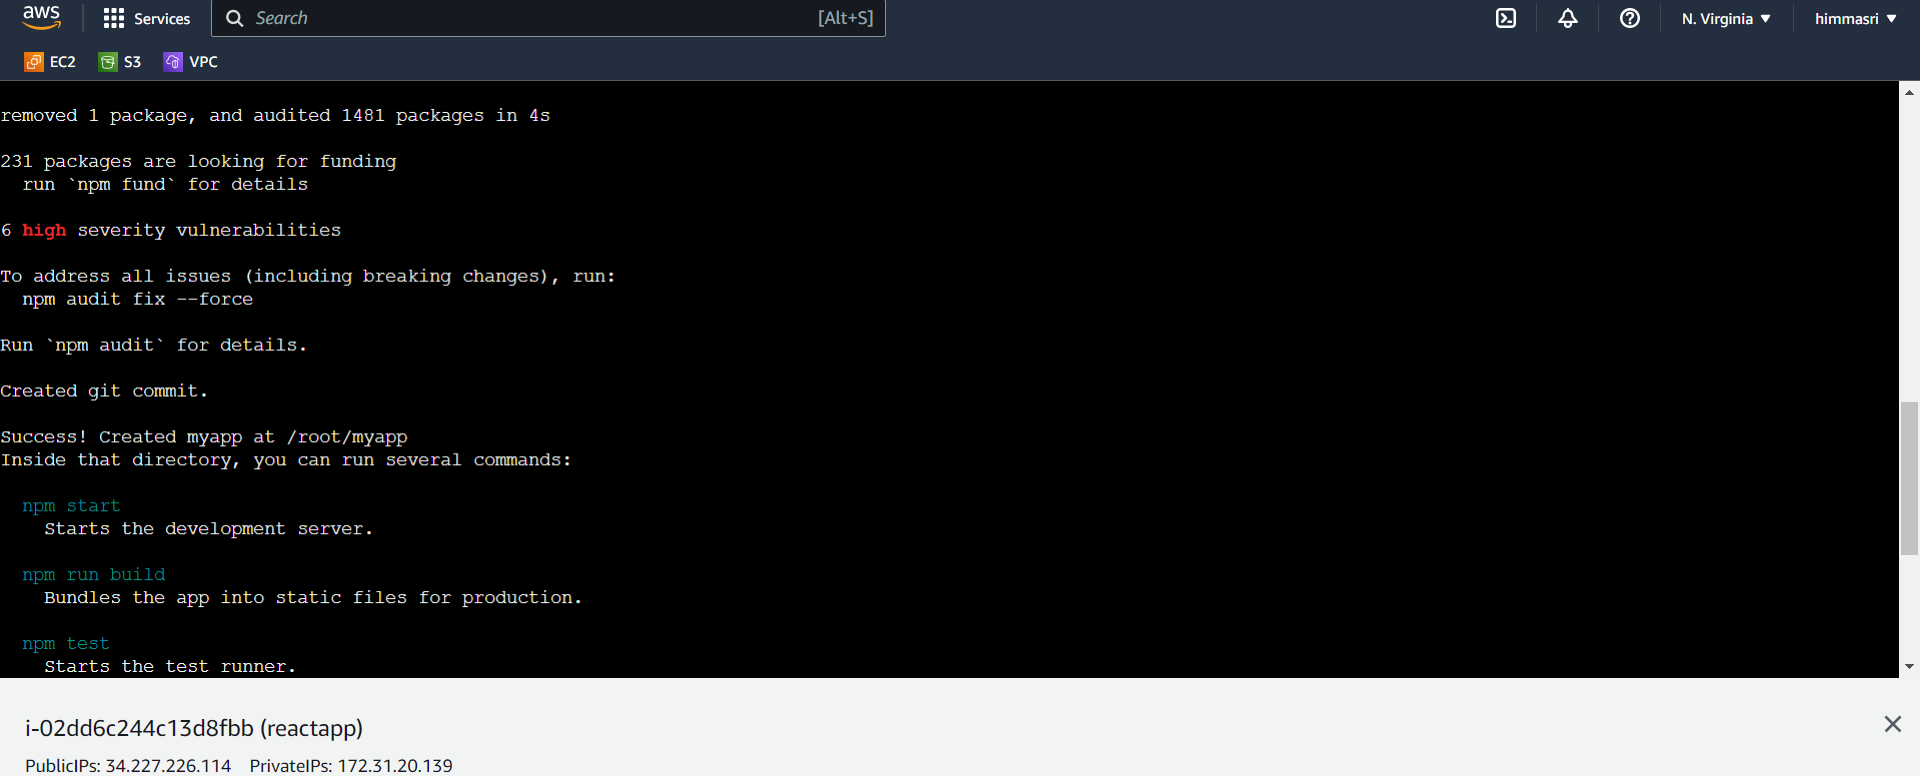 aws Services Search [Alt+S] N. Virginia ▼ himmasri ▼
EC2 S3 VPC
removed 1 package, and audited 1481 packages in 4s
231 packages are looking for funding
run `npm fund` for details
6 high severity vulnerabilities
To address all issues (including breaking changes), run:
npm audit fix --force
Run `npm audit` for details.
Created git commit.
Success! Created myapp at /root/myapp
Inside that directory, you can run several commands:
npm start
Starts the development server.
npm run build
Bundles the app into static files for production.
npm test
Starts the test runner.
i-02dd6c244c13d8fbb (reactapp)
PublicIPs: 34.227.226.114 PrivateIPs: 172.31.20.139